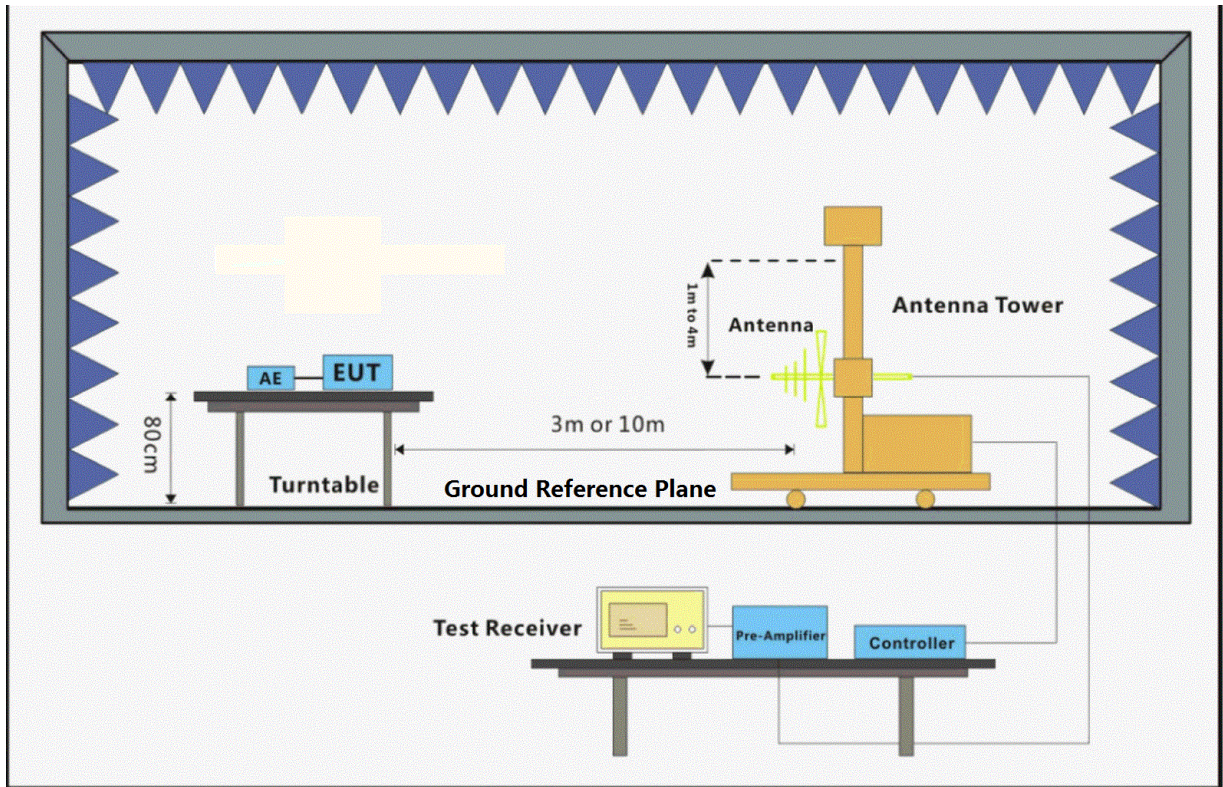 1m to 4m
Antenna
Antenna Tower
AE
EUT
80cm
3m or 10m
Turntable
Ground Reference Plane
Test Receiver
Pre-Amplifier
Controller